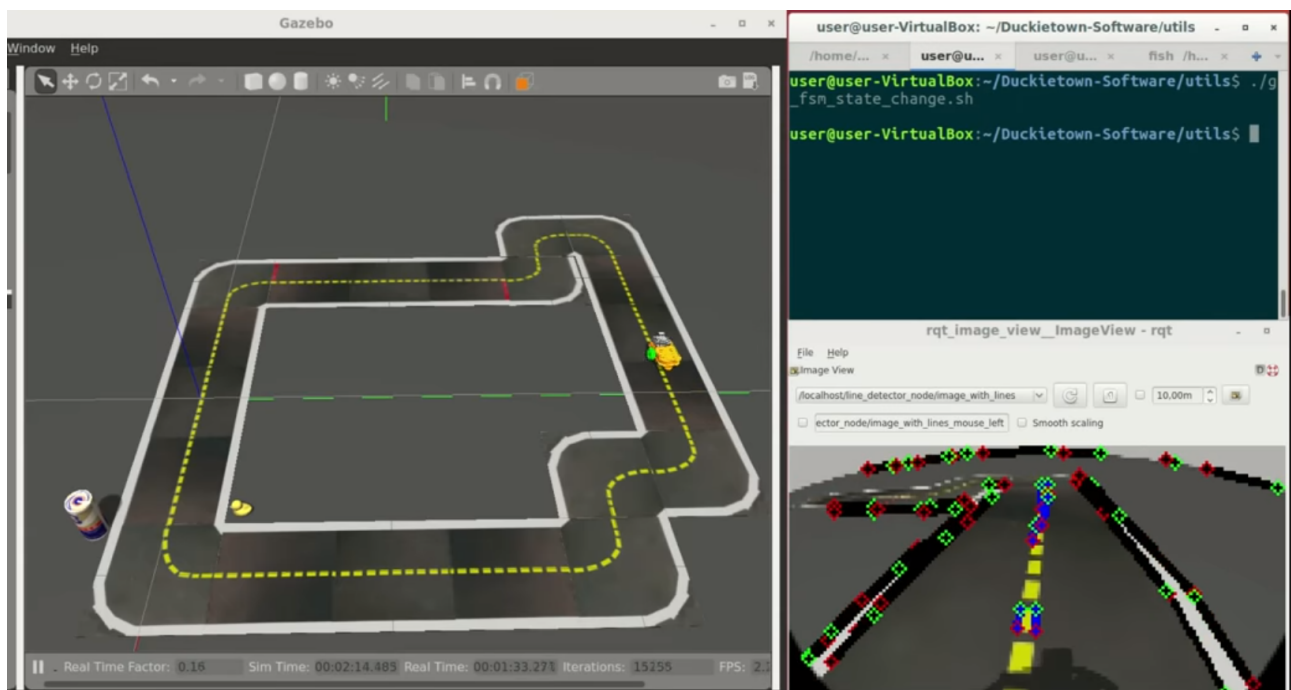 Gazebo
Window Help
Real Time Factor: 0.16 Sim Time: 00:02:14.485 Real Time: 00:01:33.271 Iterations: 15255 FPS: 2.
user@user-VirtualBox: ~/Duckietown-Software/utils
/home/... user@u... user@u... fish /h...
user@user-VirtualBox:~/Duckietown-Software/utils$ ./g
_fsm_state_change.sh
user@user-VirtualBox:~/Duckietown-Software/utils$
rqt_image_view__ImageView - rqt
File Help
Image View
/localhost/line_detector_node/image_with_lines 10,00m
ector_node/image_with_lines_mouse_left Smooth scaling